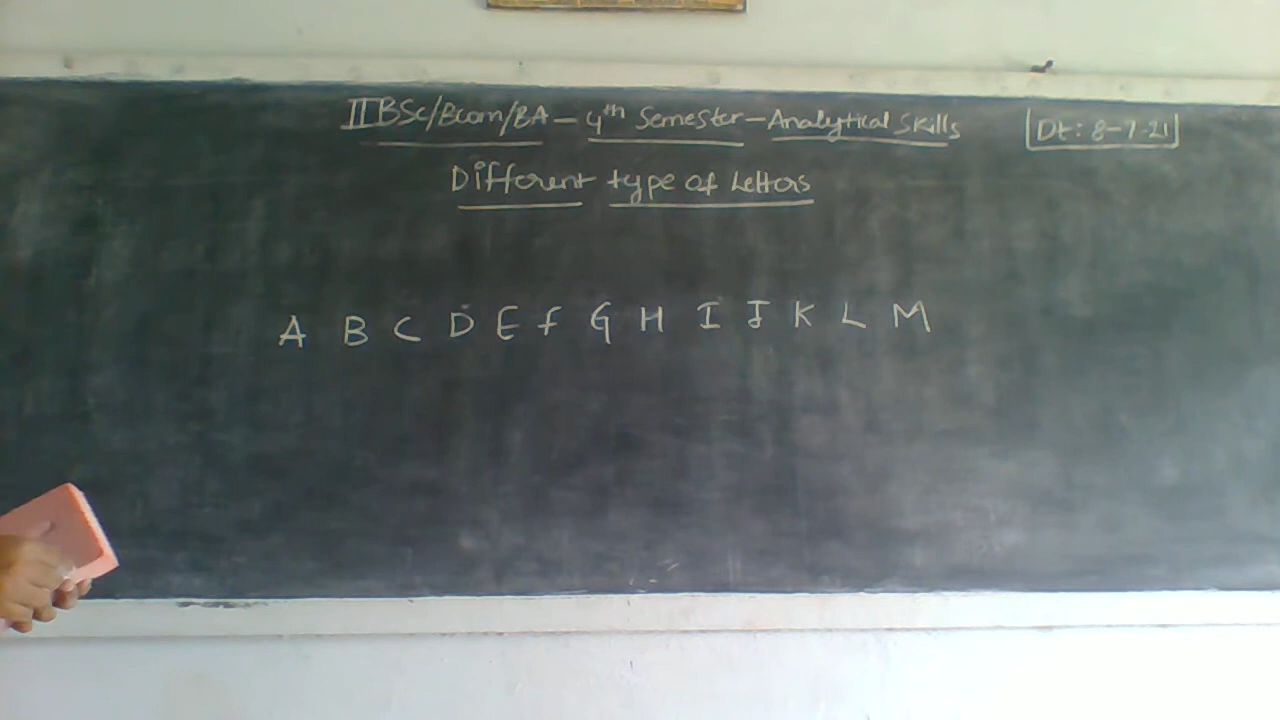 II BSc/Bcom/BA - 4th Semester - Analytical Skills
Dt: 8-7-21
Different type of Letters
A B C D E F G H I J K L M